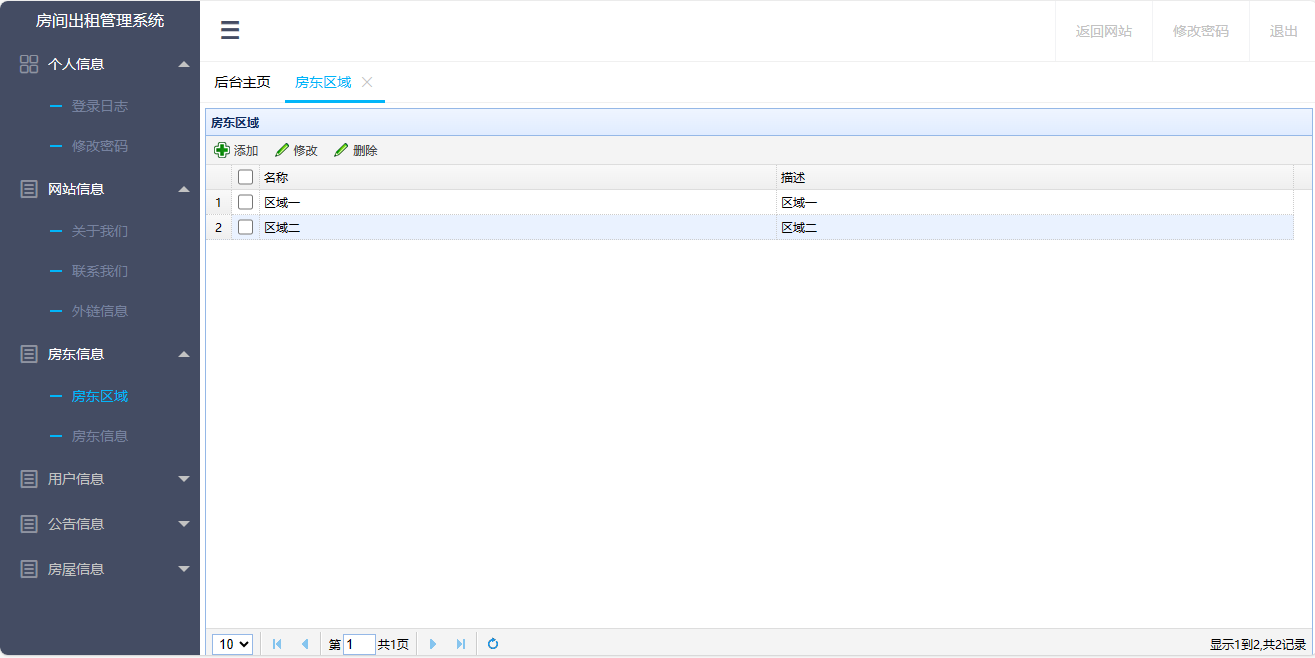 房间出租管理系统
个人信息
登录日志
修改密码
网站信息
关于我们
联系我们
外链信息
房东信息
房东区域
房东信息
用户信息
公告信息
房屋信息
返回网站 修改密码 退出
后台主页 房东区域
房东区域
添加 修改 删除
名称 描述
1 区域一 区域一
2 区域二 区域二
10 第 1 共1页 显示1到2,共2记录